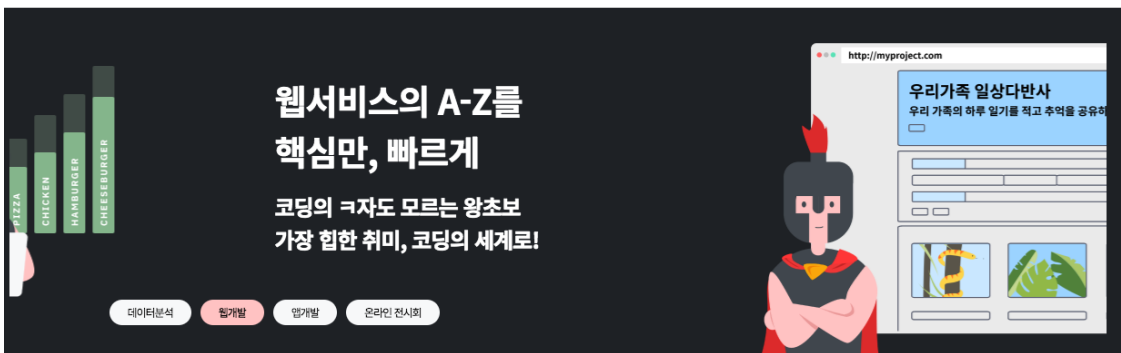 PIZZA
CHICKEN
HAMBURGER
CHEESEBURGER
웹서비스의 A-Z를
핵심만, 빠르게
코딩의 ㅋ자도 모르는 왕초보
가장 힙한 취미, 코딩의 세계로!
데이터분석
웹개발
앱개발
온라인 전시회
http://myproject.com
우리가족 일상다반사
우리 가족의 하루 일기를 적고 추억을 공유하